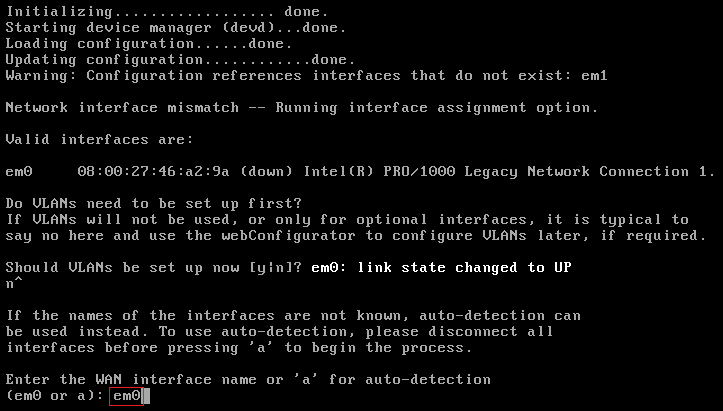 Initializing.................. done.
Starting device manager (devd)...done.
Loading configuration......done.
Updating configuration............done.
Warning: Configuration references interfaces that do not exist: em1
Network interface mismatch -- Running interface assignment option.
Valid interfaces are:
em0     08:00:27:46:a2:9a (down) Intel(R) PRO/1000 Legacy Network Connection 1.
Do VLANs need to be set up first?
If VLANs will not be used, or only for optional interfaces, it is typical to
say no here and use the webConfigurator to configure VLANs later, if required.
Should VLANs be set up now [y|n]? em0: link state changed to UP
n^
If the names of the interfaces are not known, auto-detection can
be used instead. To use auto-detection, please disconnect all
interfaces before pressing 'a' to begin the process.
Enter the WAN interface name or 'a' for auto-detection
(em0 or a): em0